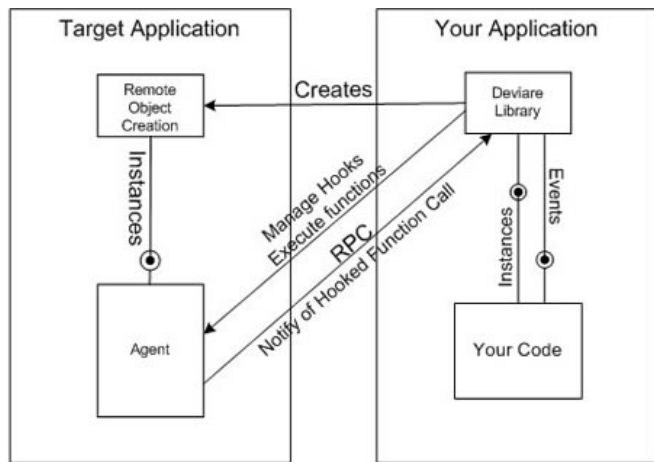 Target Application
Your Application
Remote
Object
Creation
Creates
Deviare
Library
Instances
Manage Hooks
Execute functions
RPC
Notify of Hooked Function Call
Instances
Events
Agent
Your Code